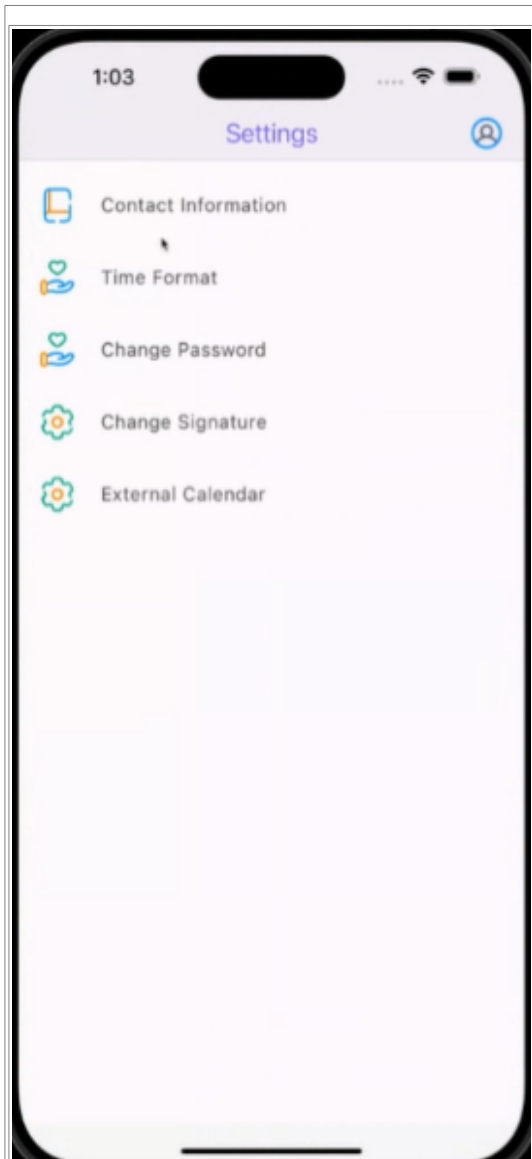 1:03
Settings
Contact Information
Time Format
Change Password
Change Signature
External Calendar